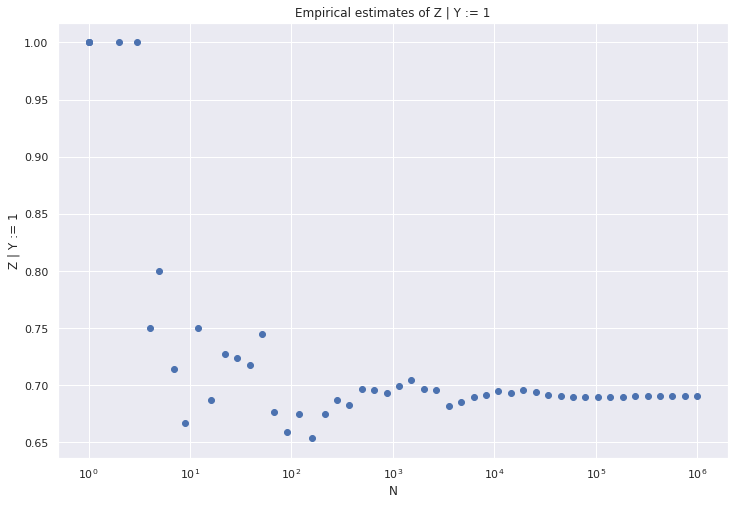 Empirical estimates of Z | Y := 1
1.00
0.95
0.90
0.85
0.80
0.75
0.70
0.65
Z | Y := 1
10⁰ 10¹ 10² 10³ 10⁴ 10⁵ 10⁶
N